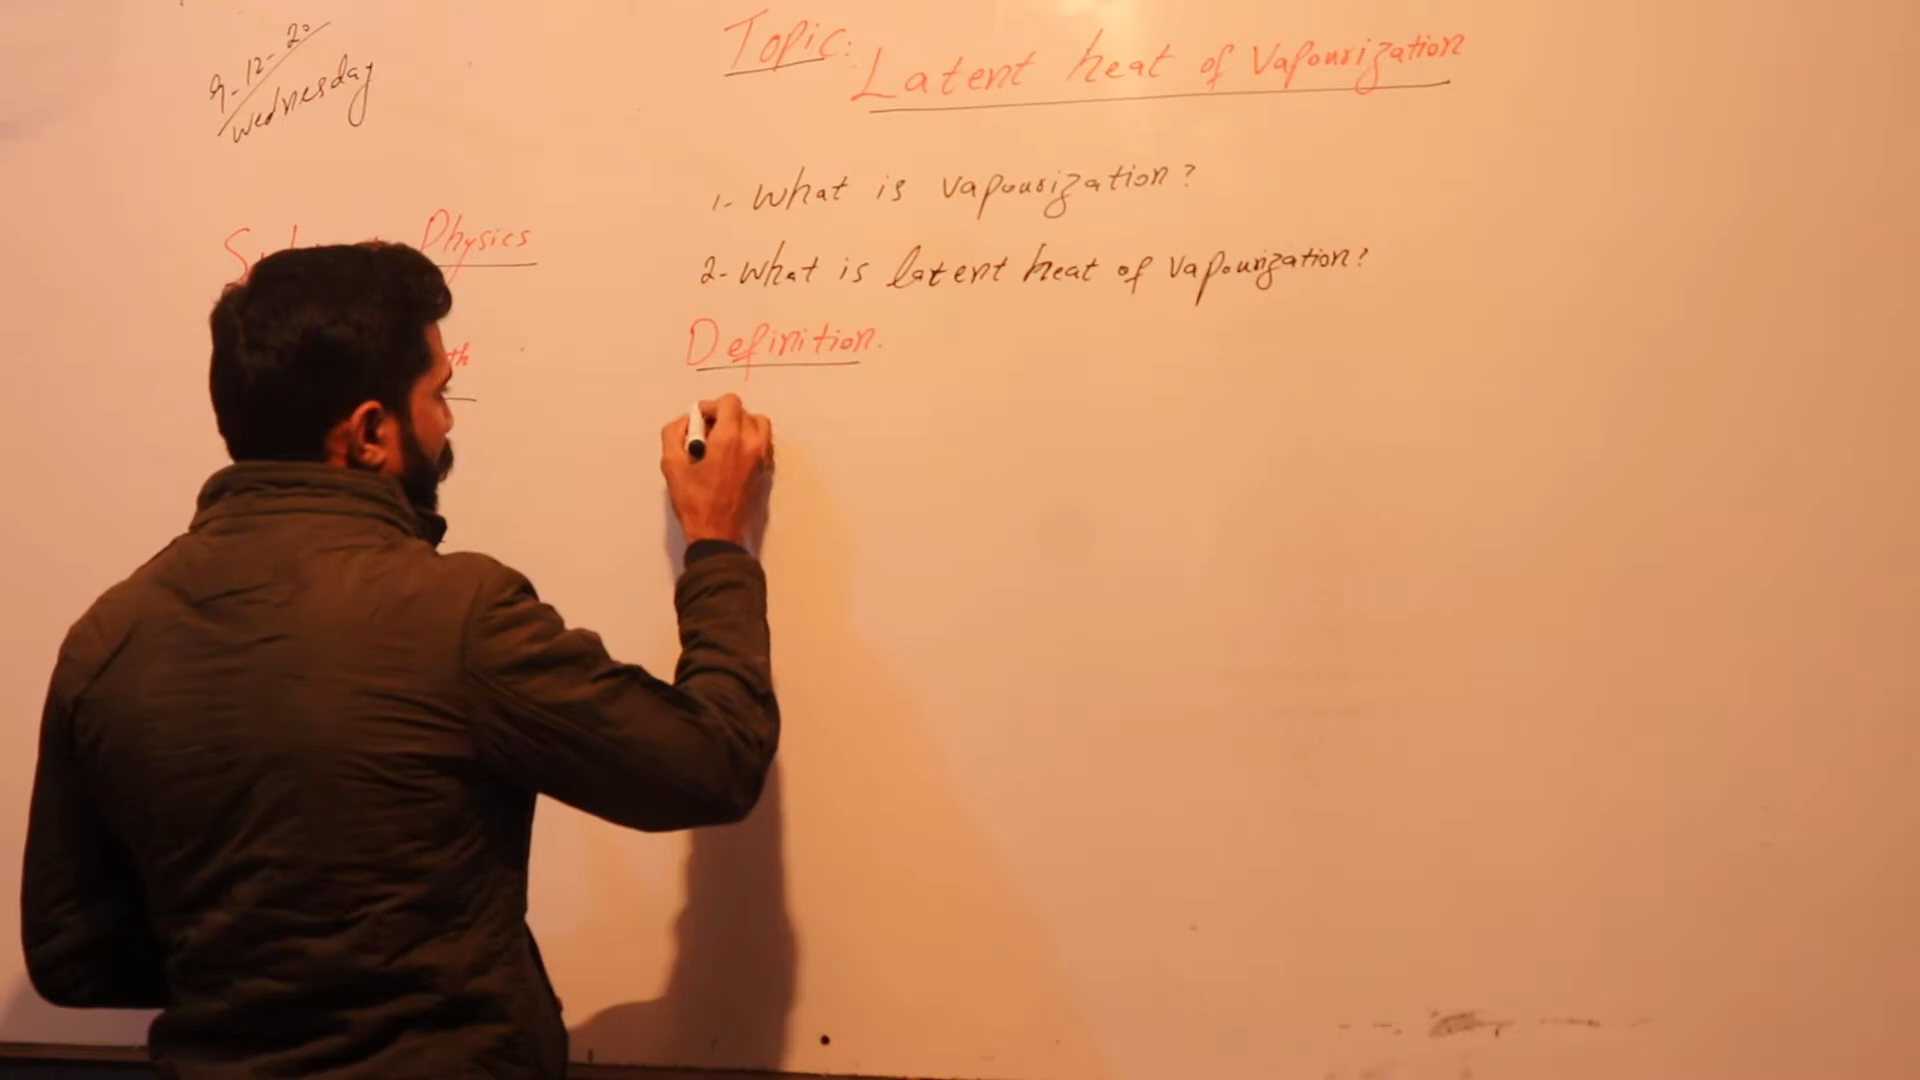 9-12-20
Wednesday
Topic:
Latent heat of Vapourization
Physics
th
1- What is vapourization?
2- What is latent heat of vapourization?
Definition.